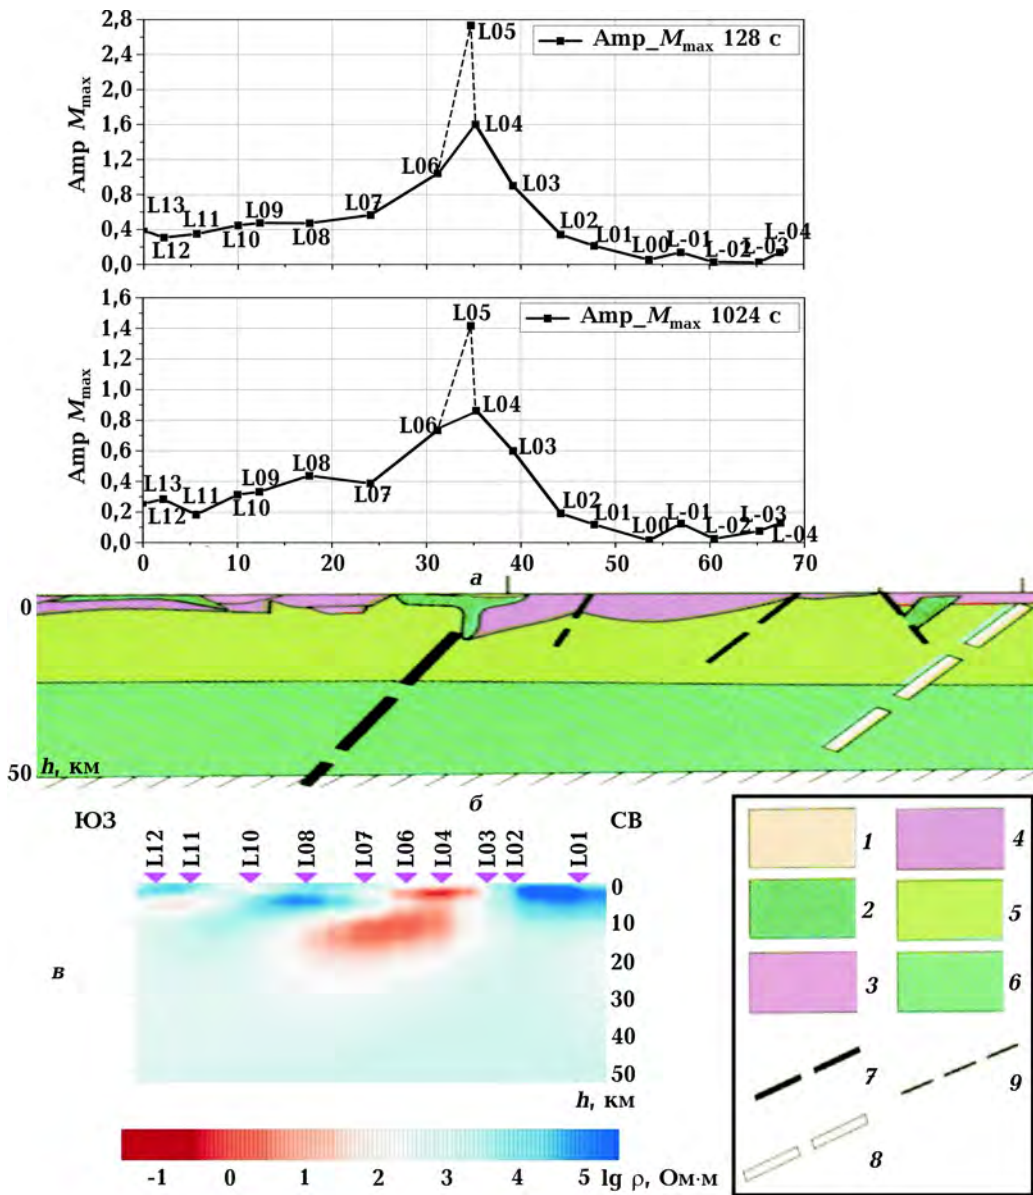 2,8
2,4
2,0
1,6
1,2
0,8
0,4
0,0
Amp Mmax
Amp_Mmax 128 с
L13
L12
L11
L10
L09
L08
L07
L06
L05
L04
L03
L02
L01
L00
L-01
L-02
L-03
L-04
1,6
1,4
1,2
1,0
0,8
0,6
0,4
0,2
0,0
Amp Mmax
Amp_Mmax 1024 с
L13
L12
L11
L10
L09
L08
L07
L06
L05
L04
L03
L02
L01
L00
L-01
L-02
L-03
L-04
0 10 20 30 40 50 60 70
а
0
50
h, км
б
ЮЗ СВ
L12 L11 L10 L08 L07 L06 L04 L03 L02 L01
0
10
20
30
40
50
h, км
в
-1 0 1 2 3 4 5 lg ρ, Ом·м
1
2
3
4
5
6
7
8
9